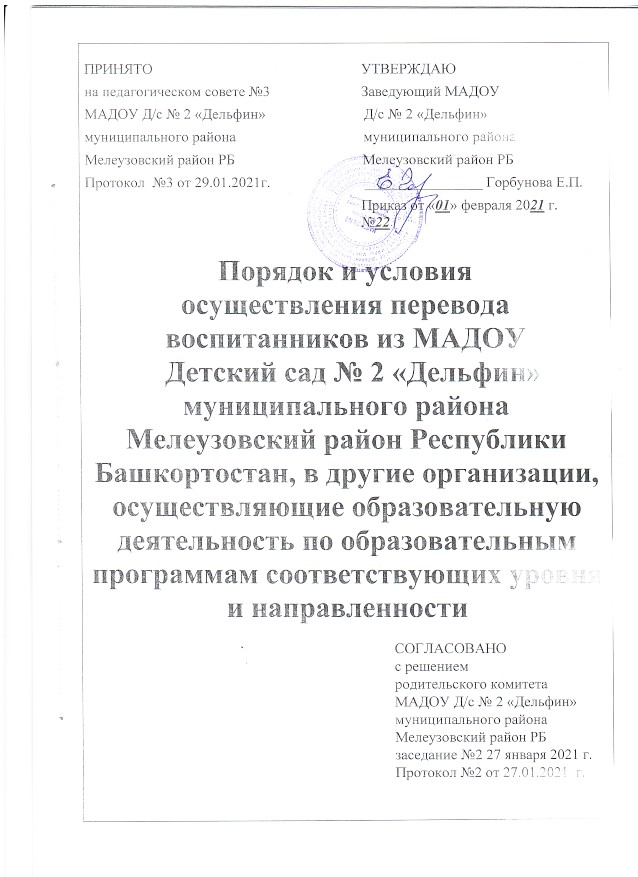 ПРИНЯТО
на педагогическом совете №3
МАДОУ Д/с № 2 «Дельфин»
муниципального района
Мелеузовский район РБ
Протокол №3 от 29.01.2021г.
УТВЕРЖДАЮ
Заведующий МАДОУ
Д/с № 2 «Дельфин»
муниципального района
Мелеузовский район РБ
Горбунова Е.П.
Приказ от «01» февраля 2021 г.
№22
Порядок и условия
осуществления перевода
воспитанников из МАДОУ
Детский сад № 2 «Дельфин»
муниципального района
Мелеузовский район Республики
Башкортостан, в другие организации,
осуществляющие образовательную
деятельность по образовательным
программам соответствующих уровня
и направленности
СОГЛАСОВАНО
с решением
родительского комитета
МАДОУ Д/с № 2 «Дельфин»
муниципального района
Мелеузовский район РБ
заседание №2 27 января 2021 г.
Протокол №2 от 27.01.2021 г.